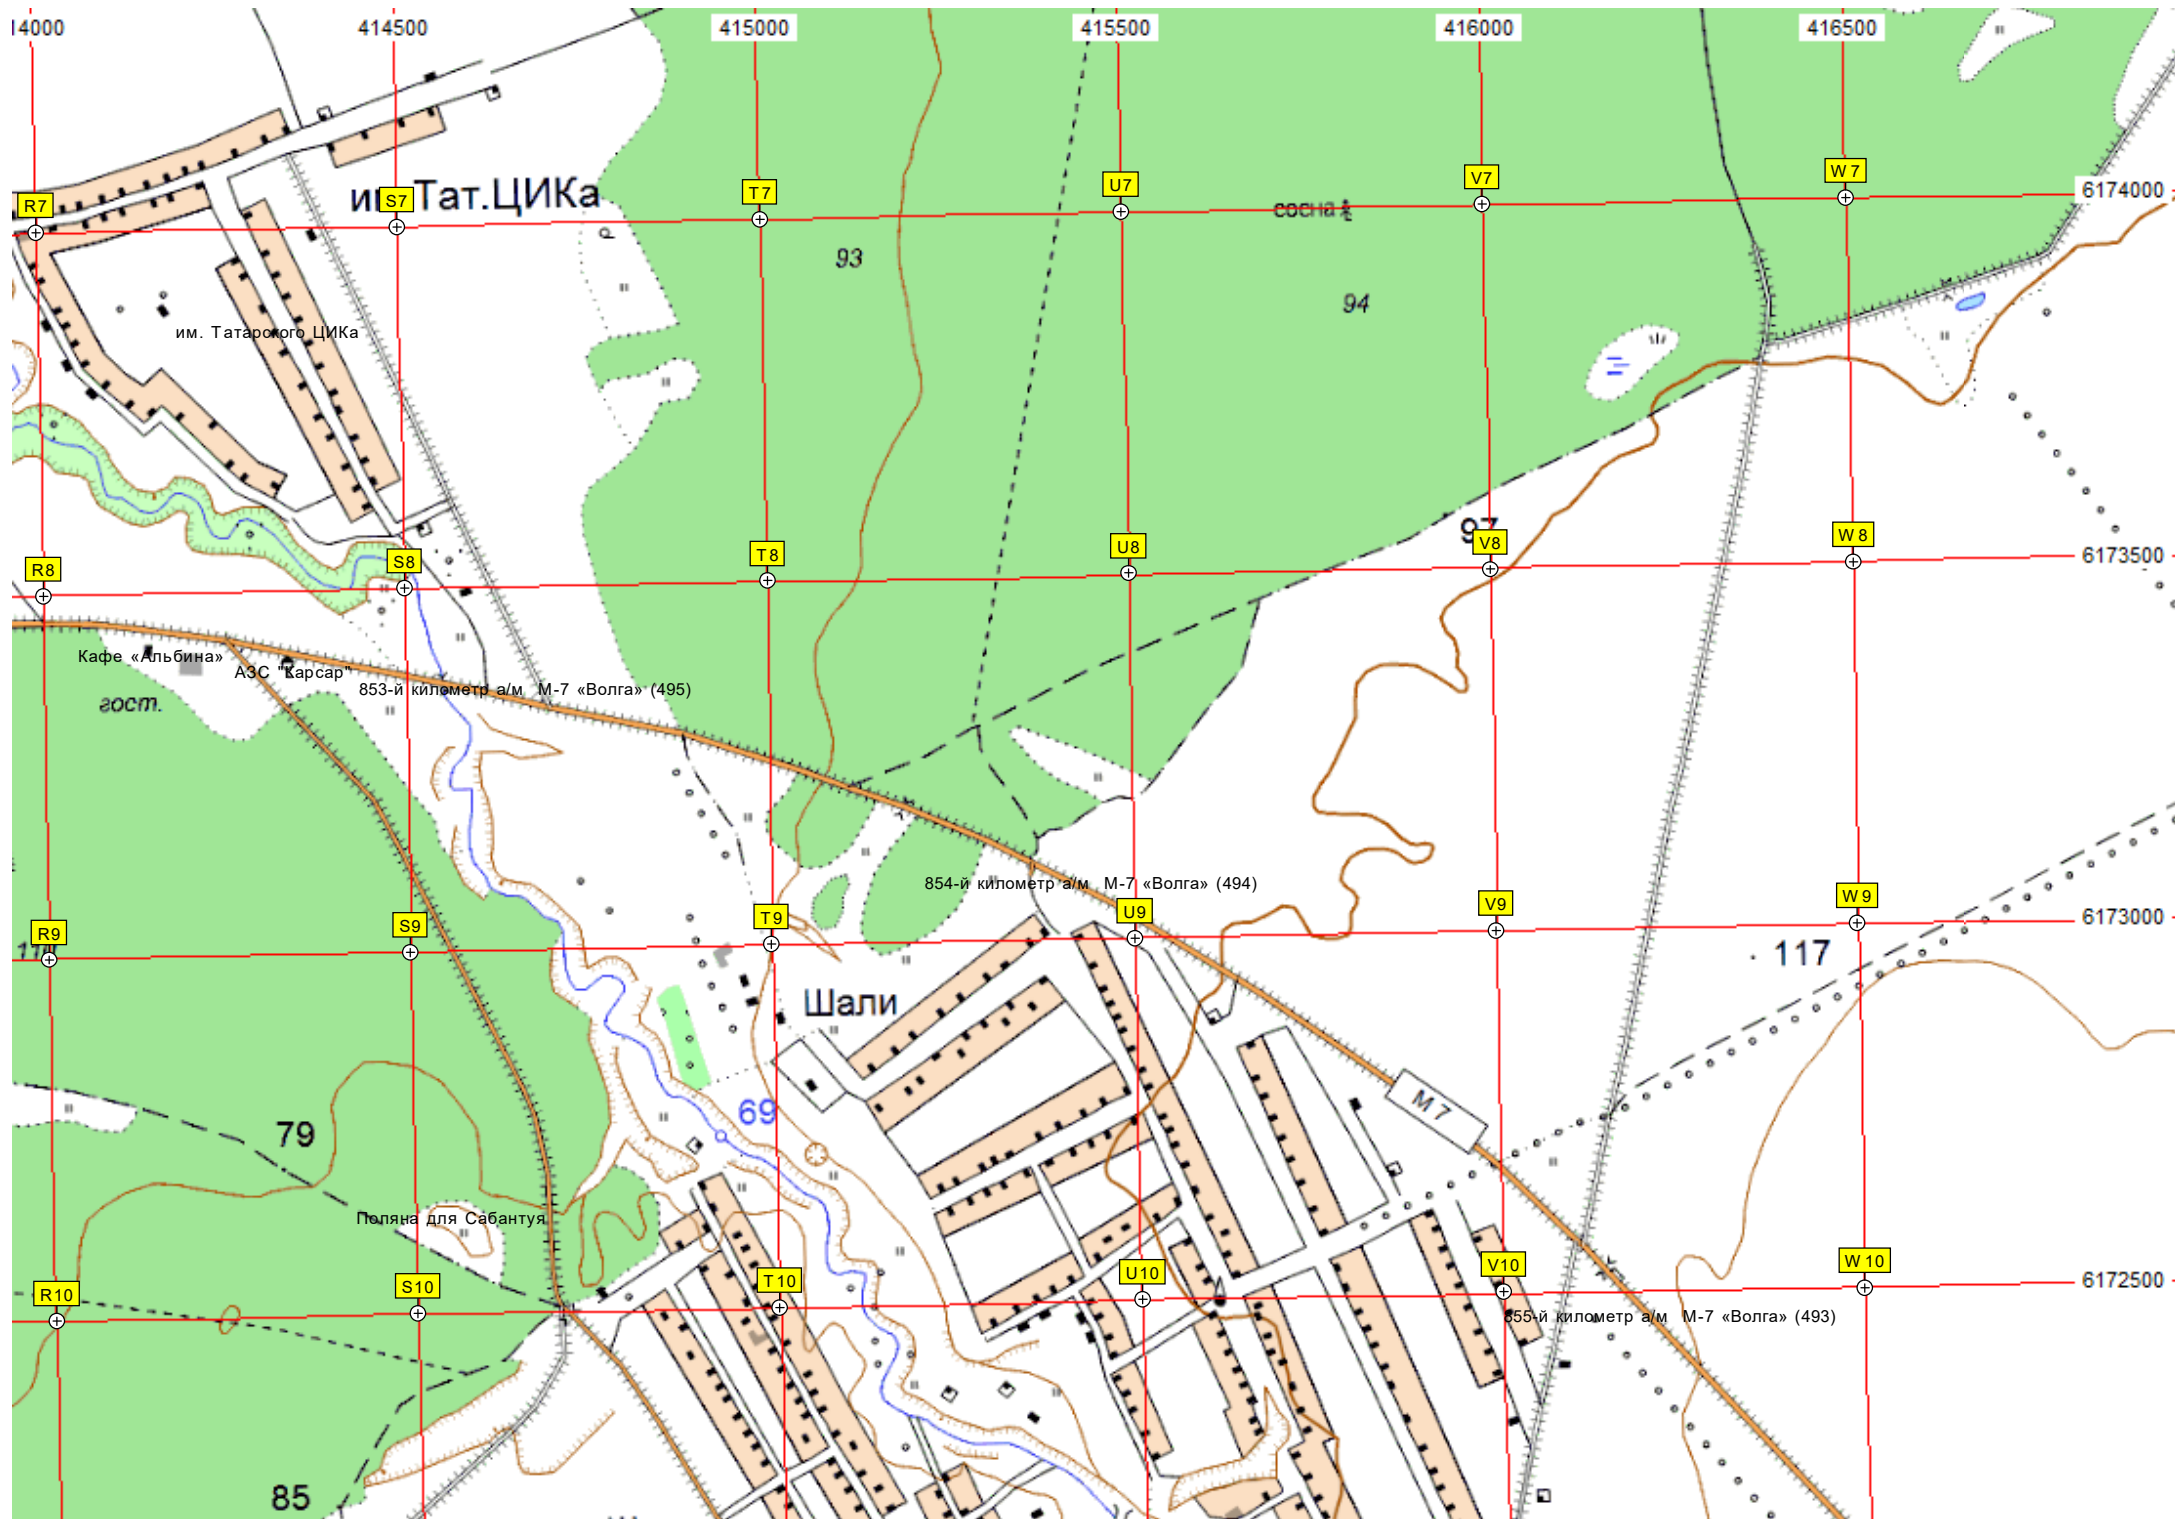 414500 415000 415500 416000 416500
W7
V7
U7
T7
S7
R7
6174000
Тат.ЦИКа
сосна
93
94
им. Татарского ЦИКа
97
W8
V8
U8
T8
S8
R8
6173500
Кафе «Альбина»
АЗС "Карсар"
853-й километр а/м М-7 «Волга» (495)
гост.
854-й километр а/м М-7 «Волга» (494)
W9
V9
U9
T9
S9
R9
6173000
117
Шали
69
М 7
79
Поляна для Сабантуя
W10
V10
U10
T10
S10
R10
6172500
855-й километр а/м М-7 «Волга» (493)
85